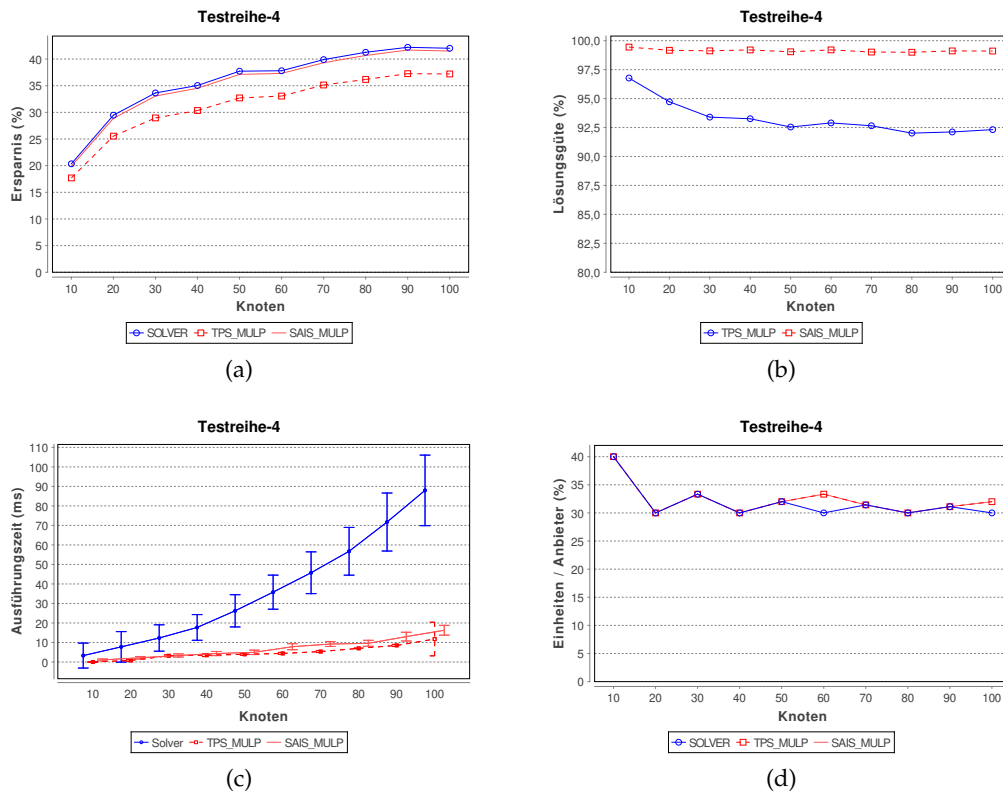 Testreihe-4
Ersparnis (%)
40
35
30
25
20
15
10
5
0
10 20 30 40 50 60 70 80 90 100
Knoten
SOLVER TPS_MULP SAIS_MULP
(a)
Testreihe-4
Lösungsgüte (%)
100,0
97,5
95,0
92,5
90,0
87,5
85,0
82,5
80,0
10 20 30 40 50 60 70 80 90 100
Knoten
TPS_MULP SAIS_MULP
(b)
Testreihe-4
Ausführungszeit (ms)
110
100
90
80
70
60
50
40
30
20
10
0
10 20 30 40 50 60 70 80 90 100
Knoten
Solver TPS_MULP SAIS_MULP
(c)
Testreihe-4
Einheiten / Anbieter (%)
40
35
30
25
20
15
10
5
0
10 20 30 40 50 60 70 80 90 100
Knoten
SOLVER TPS_MULP SAIS_MULP
(d)